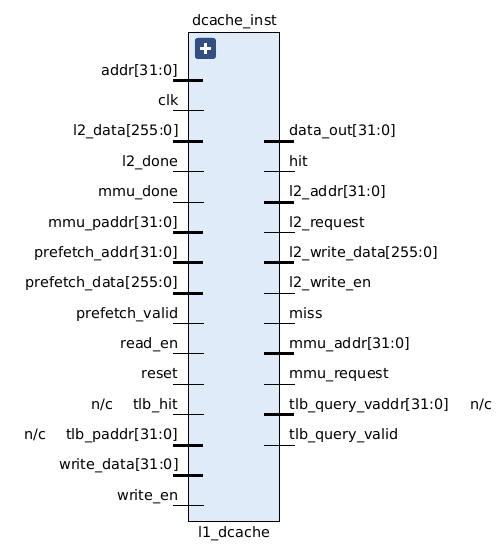 dcache_inst
addr[31:0]
clk
l2_data[255:0]
l2_done
mmu_done
mmu_paddr[31:0]
prefetch_addr[31:0]
prefetch_data[255:0]
prefetch_valid
read_en
reset
n/c tlb_hit
n/c tlb_paddr[31:0]
write_data[31:0]
write_en
data_out[31:0]
hit
l2_addr[31:0]
l2_request
l2_write_data[255:0]
l2_write_en
miss
mmu_addr[31:0]
mmu_request
tlb_query_vaddr[31:0] n/c
tlb_query_valid
l1_dcache